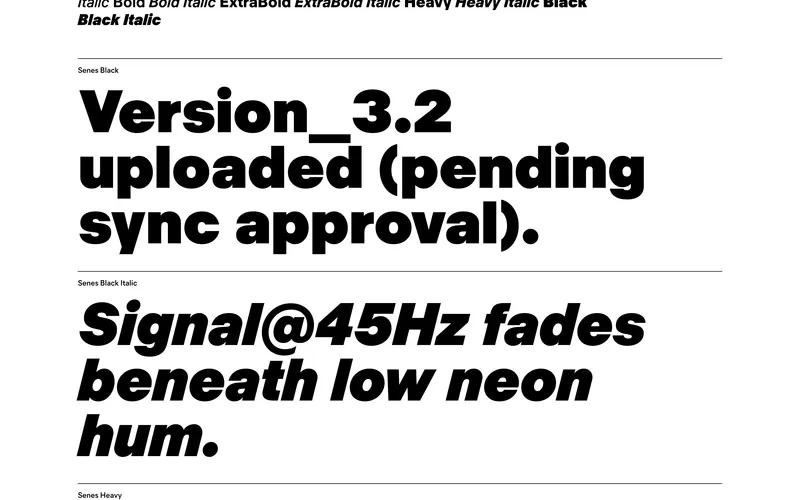 Italic Bold Bold Italic ExtraBold ExtraBold Italic Heavy Heavy Italic Black
Black Italic
Senes Black
Version_3.2
uploaded (pending
sync approval).
Senes Black Italic
Signal@45Hz fades
beneath low neon
hum.
Senes Heavy